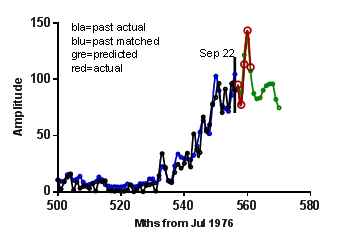 bla=past actual
blu=past matched
gre=predicted
red=actual
Sep 22
150
100
50
0
500 520 540 560 580
Amplitude
Mths from Jul 1976